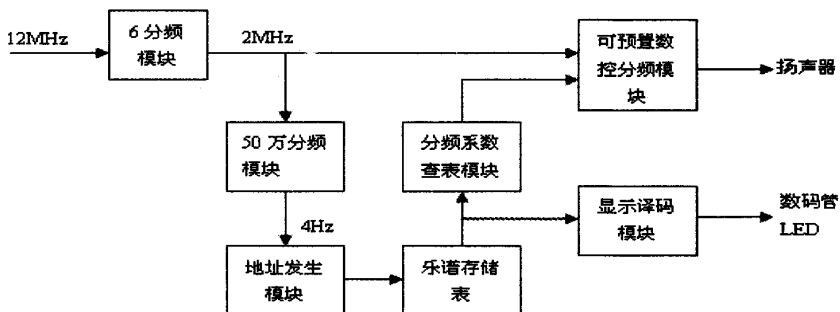 12MHz
6分频
模块
2MHz
可预置数
控分频模
块
扬声器
50万分频
模块
分频系数
查表模块
4Hz
显示译码
模块
数码管
LED
地址发生
模块
乐谱存储
表